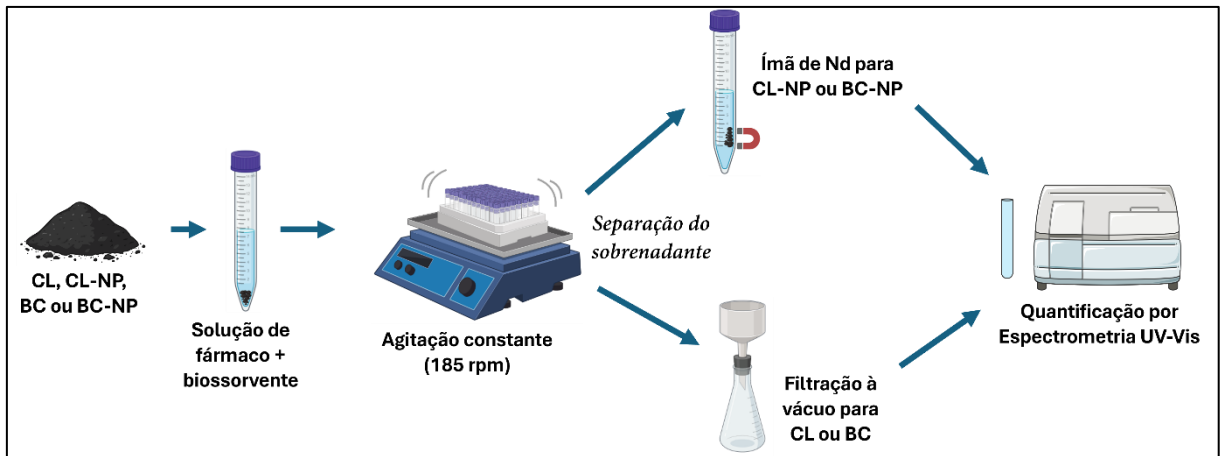 CL, CL-NP,
BC ou BC-NP
Solução de
fármaco +
biossorvente
Agitação constante
(185 rpm)
Separação do
sobrenadante
Ímã de Nd para
CL-NP ou BC-NP
Filtração à
vácuo para
CL ou BC
Quantificação por
Espectrometria UV-Vis